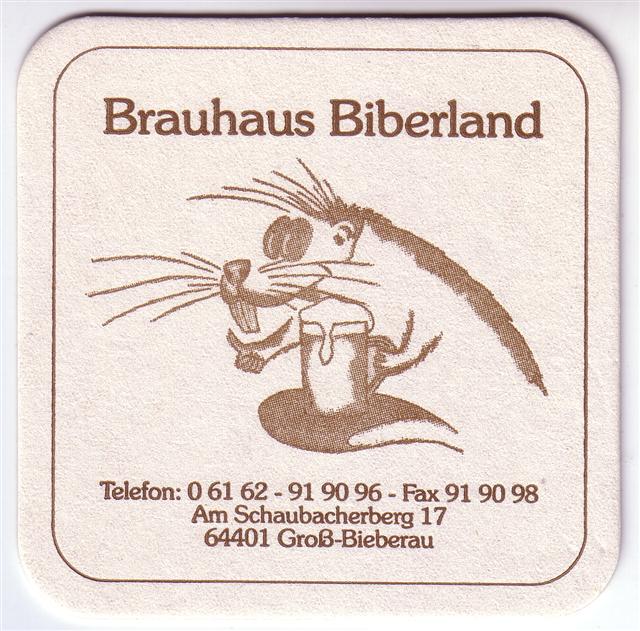 Brauhaus Biberland
Telefon: 0 61 62 - 91 90 96 - Fax 91 90 98
Am Schaubacherberg 17
64401 Groß-Bieberau